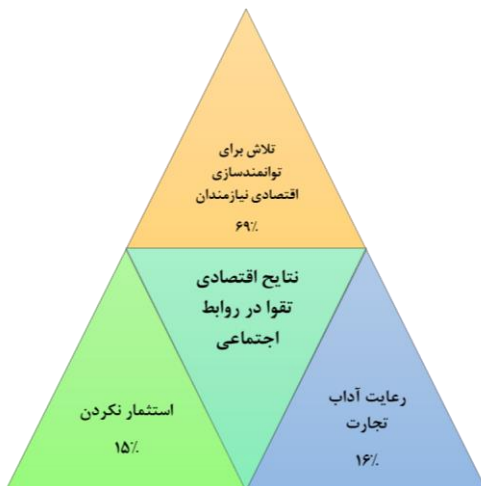 تلاش برای
توانمندسازی
اقتصادی نیازمندان
۶۹٪
نتایج اقتصادی
تقوا در روابط
اجتماعی
رعایت آداب
تجارت
۱۶٪
استثمار نکردن
۱۵٪